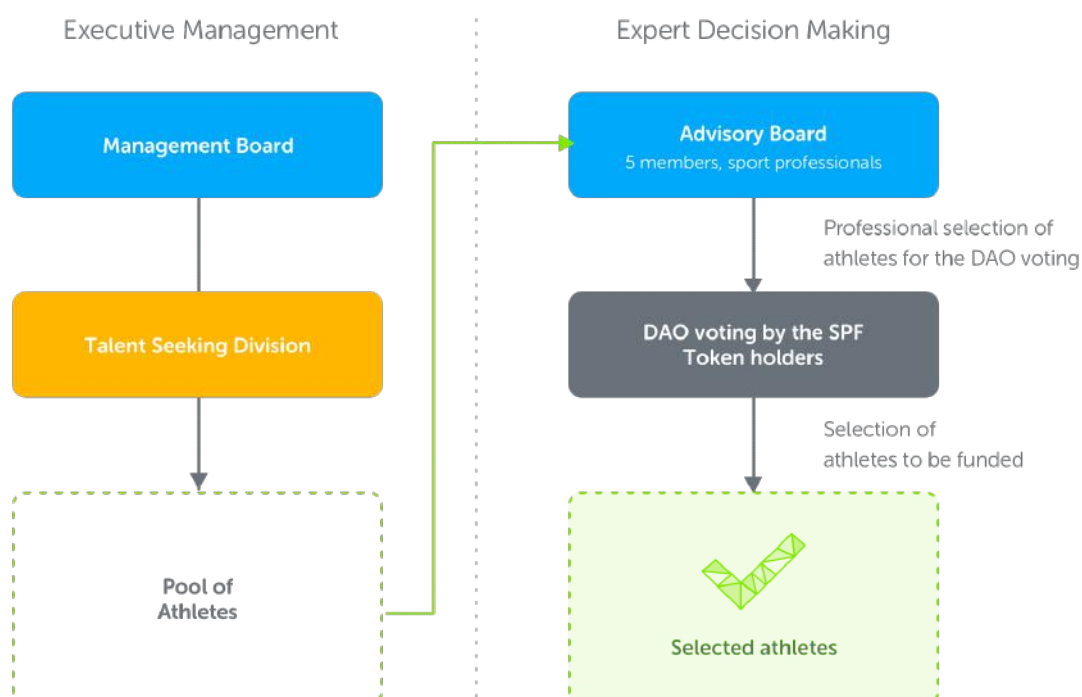 Executive Management
Expert Decision Making
Management Board
Advisory Board
5 members, sport professionals
Professional selection of
athletes for the DAO voting
Talent Seeking Division
DAO voting by the SPF
Token holders
Selection of
athletes to be funded
Pool of
Athletes
Selected athletes